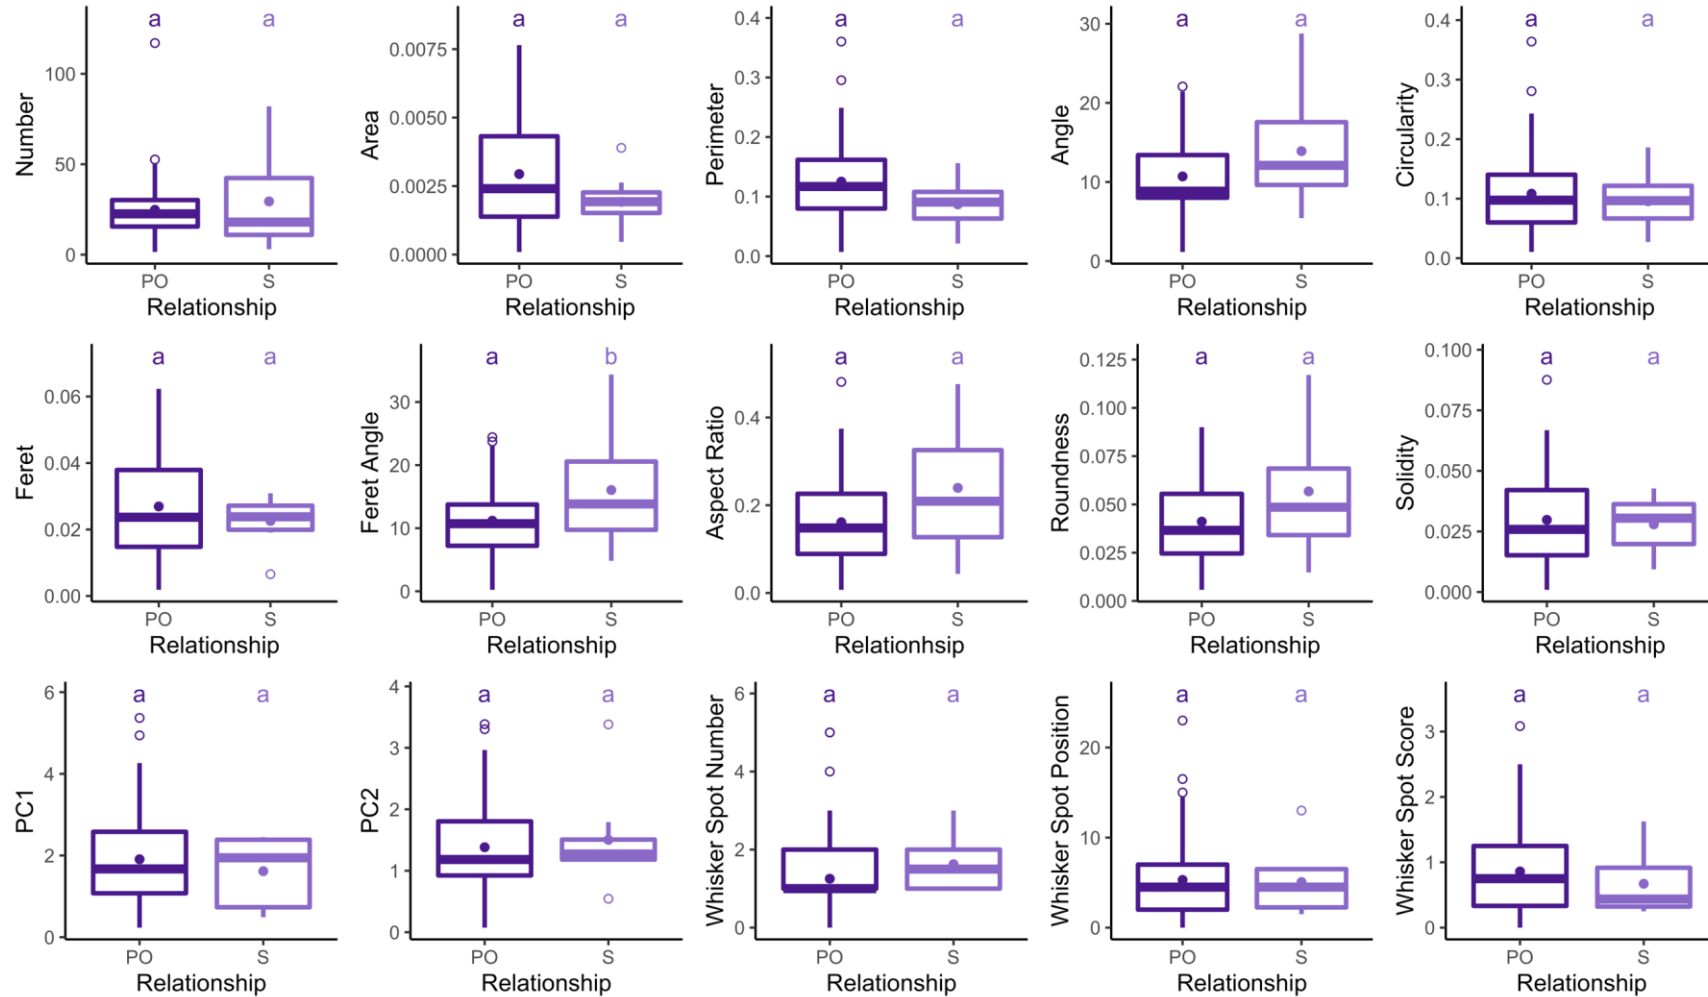 a a
Number
100
50
0
PO S
Relationship
a a
Area
0.0075
0.0050
0.0025
0.0000
PO S
Relationship
a a
Perimeter
0.4
0.3
0.2
0.1
0.0
PO S
Relationship
a a
Angle
30
20
10
0
PO S
Relationship
a a
Circularity
0.4
0.3
0.2
0.1
0.0
PO S
Relationship
a a
Feret
0.06
0.04
0.02
0.00
PO S
Relationship
a b
Feret Angle
30
20
10
0
PO S
Relationship
a a
Aspect Ratio
0.4
0.2
0.0
PO S
Relationhsip
a a
Roundness
0.125
0.100
0.075
0.050
0.025
0.000
PO S
Relationship
a a
Solidity
0.100
0.075
0.050
0.025
0.000
PO S
Relationship
a a
PC1
6
4
2
0
PO S
Relationship
a a
PC2
4
3
2
1
0
PO S
Relationship
a a
Whisker Spot Number
6
4
2
0
PO S
Relationship
a a
Whisker Spot Position
20
10
0
PO S
Relationship
a a
Whisker Spot Score
3
2
1
0
PO S
Relationship